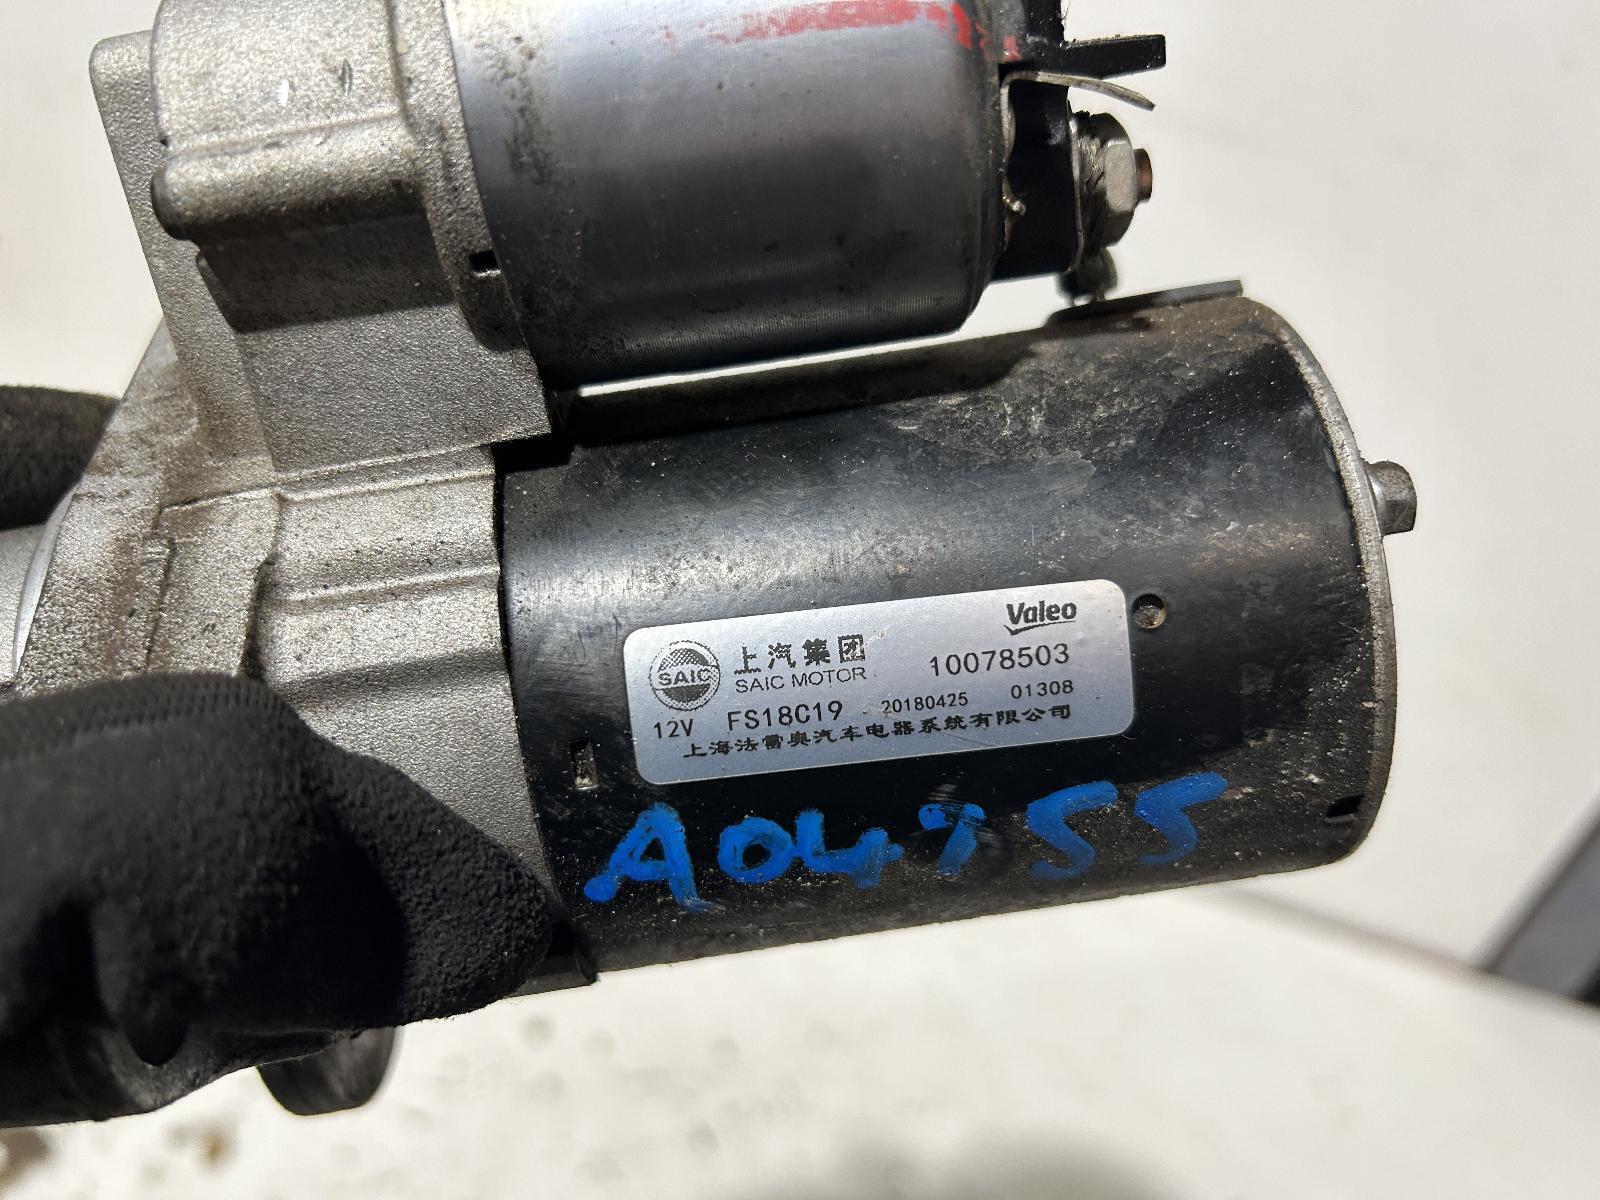 Valeo
SAIC 上汽集团 10078503
SAIC MOTOR
12V FS18C19 20180425 01308
上海法雷奥汽车电器系统有限公司
A04755